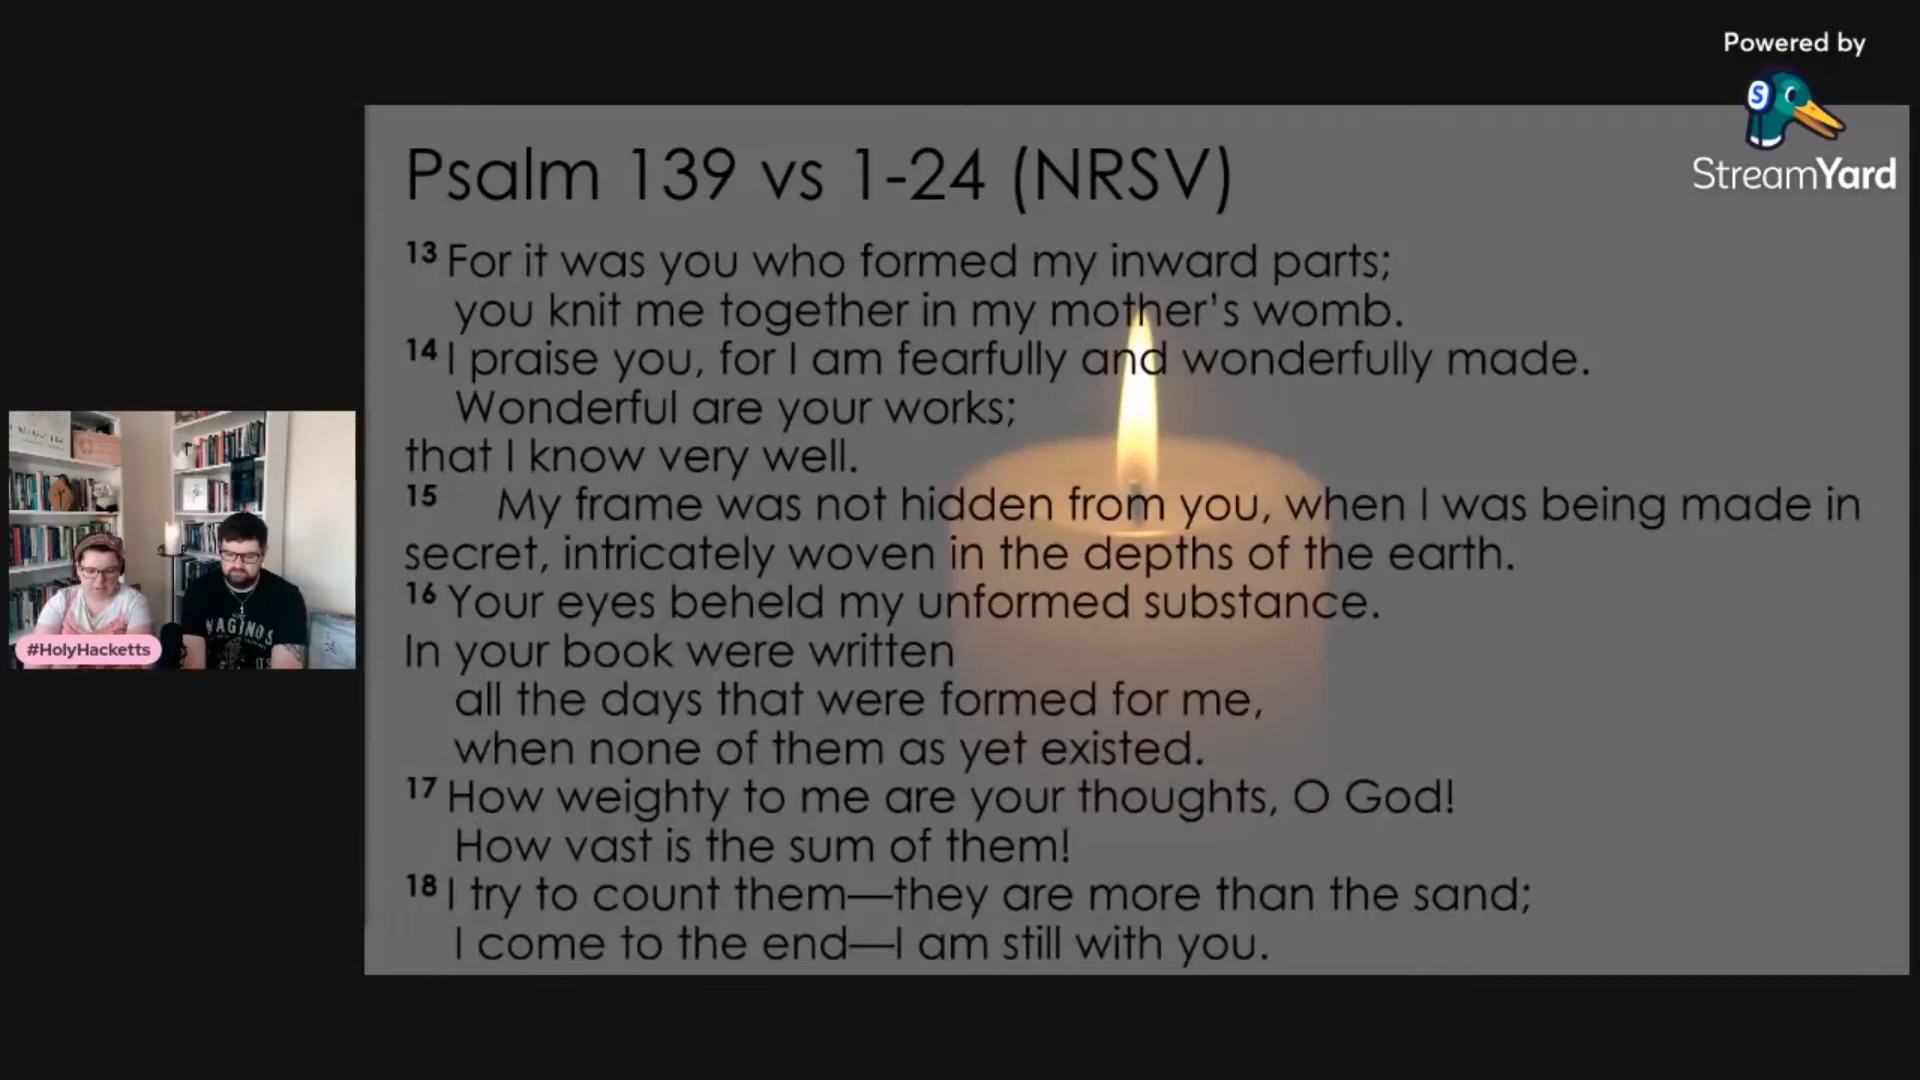 Powered by
StreamYard
Psalm 139 vs 1-24 (NRSV)
13 For it was you who formed my inward parts;
you knit me together in my mother's womb.
14 I praise you, for I am fearfully and wonderfully made.
Wonderful are your works;
that I know very well.
15 My frame was not hidden from you, when I was being made in
secret, intricately woven in the depths of the earth.
16 Your eyes beheld my unformed substance.
In your book were written
all the days that were formed for me,
when none of them as yet existed.
17 How weighty to me are your thoughts, O God!
How vast is the sum of them!
18 I try to count them—they are more than the sand;
I come to the end—I am still with you.
#HolyHacketts